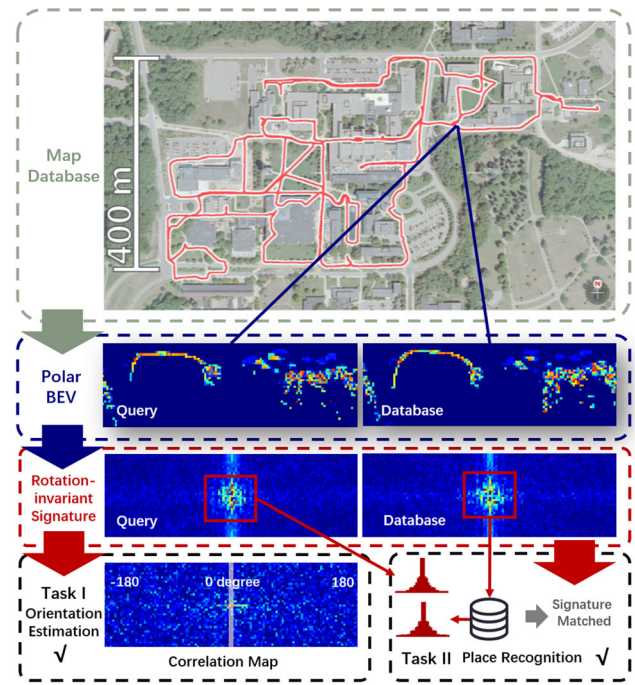 Map
Database
400 m
N
Polar
BEV
Query
Database
Rotation-
invariant
Signature
Query
Database
Task I
Orientation
Estimation
√
-180
0 degree
180
Correlation Map
Signature
Matched
Task II Place Recognition √